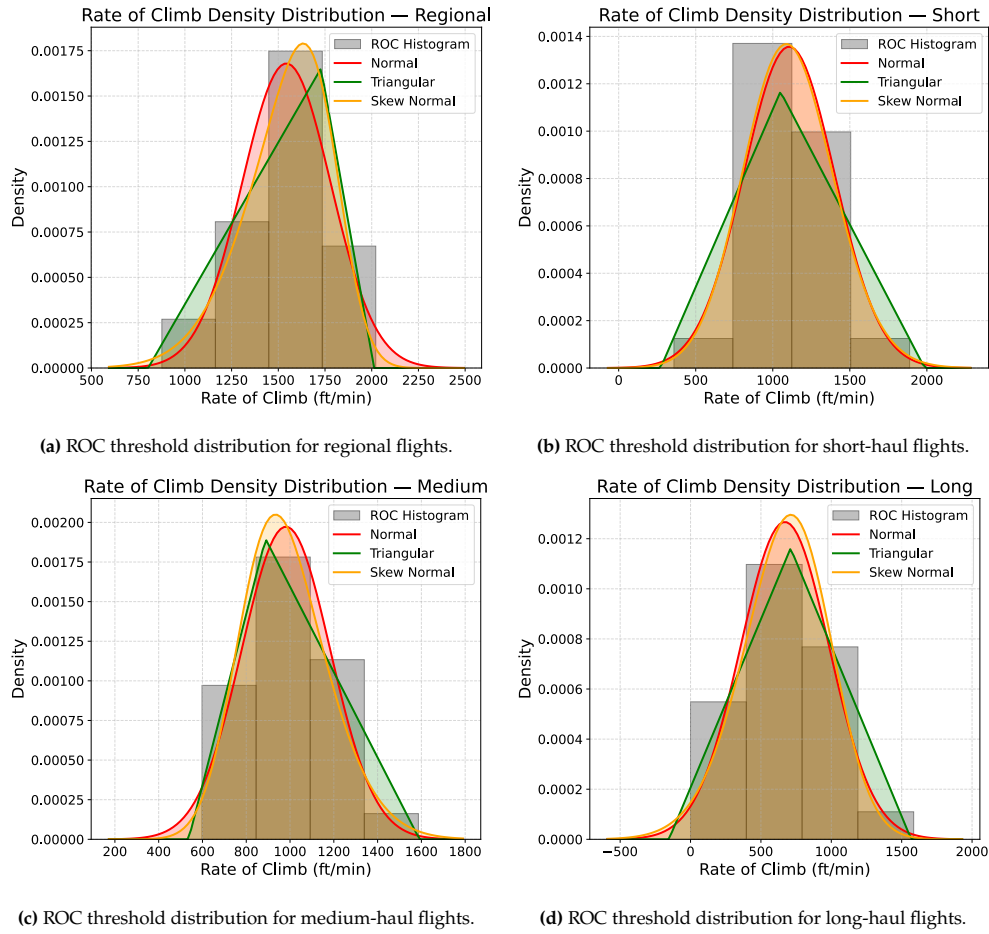 Rate of Climb Density Distribution — Regional
ROC Histogram
Normal
Triangular
Skew Normal
Density
0.00175
0.00150
0.00125
0.00100
0.00075
0.00050
0.00025
0.00000
500 750 1000 1250 1500 1750 2000 2250 2500
Rate of Climb (ft/min)
(a) ROC threshold distribution for regional flights.
Rate of Climb Density Distribution — Short
ROC Histogram
Normal
Triangular
Skew Normal
Density
0.0014
0.0012
0.0010
0.0008
0.0006
0.0004
0.0002
0.0000
0 500 1000 1500 2000
Rate of Climb (ft/min)
(b) ROC threshold distribution for short-haul flights.
Rate of Climb Density Distribution — Medium
ROC Histogram
Normal
Triangular
Skew Normal
Density
0.00200
0.00175
0.00150
0.00125
0.00100
0.00075
0.00050
0.00025
0.00000
200 400 600 800 1000 1200 1400 1600 1800
Rate of Climb (ft/min)
(c) ROC threshold distribution for medium-haul flights.
Rate of Climb Density Distribution — Long
ROC Histogram
Normal
Triangular
Skew Normal
Density
0.0012
0.0010
0.0008
0.0006
0.0004
0.0002
0.0000
−500 0 500 1000 1500 2000
Rate of Climb (ft/min)
(d) ROC threshold distribution for long-haul flights.